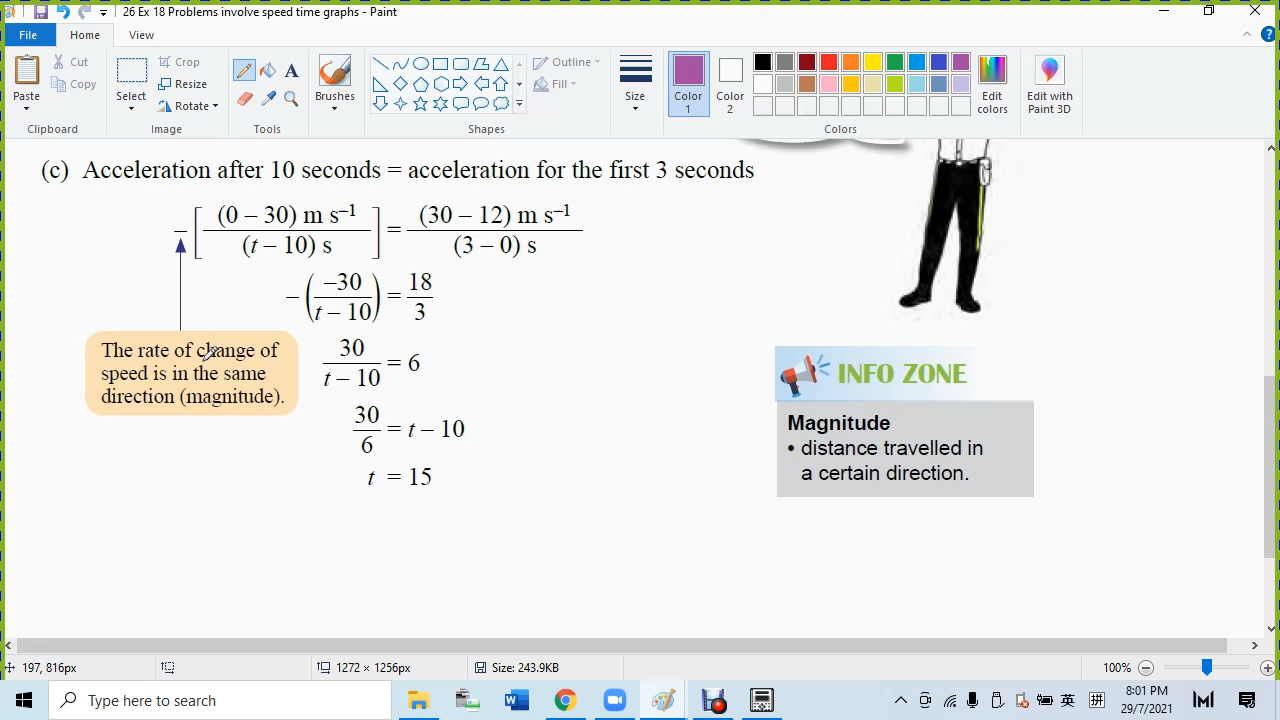 26 Ex 18 Problems involve speed time graphs - Paint
File
Home
View
Paste
Cut
Copy
Clipboard
Select
Crop
Resize
Rotate
Image
A
Tools
Brushes
Shapes
Outline
Fill
Size
Color
1
Color
2
Edit
colors
Colors
Edit with
Paint 3D
(c) Acceleration after 10 seconds = acceleration for the first 3 seconds
– [ (0 – 30) m s–1 / (t – 10) s ] = (30 – 12) m s–1 / (3 – 0) s
– ( –30 / t – 10 ) = 18 / 3
30 / t – 10 = 6
30 / 6 = t – 10
t = 15
The rate of change of
speed is in the same
direction (magnitude).
INFO ZONE
Magnitude
• distance travelled in
a certain direction.
197, 816px
1272 × 1256px
Size: 243.9KB
100%
Type here to search
英
拼
8:01 PM
29/7/2021